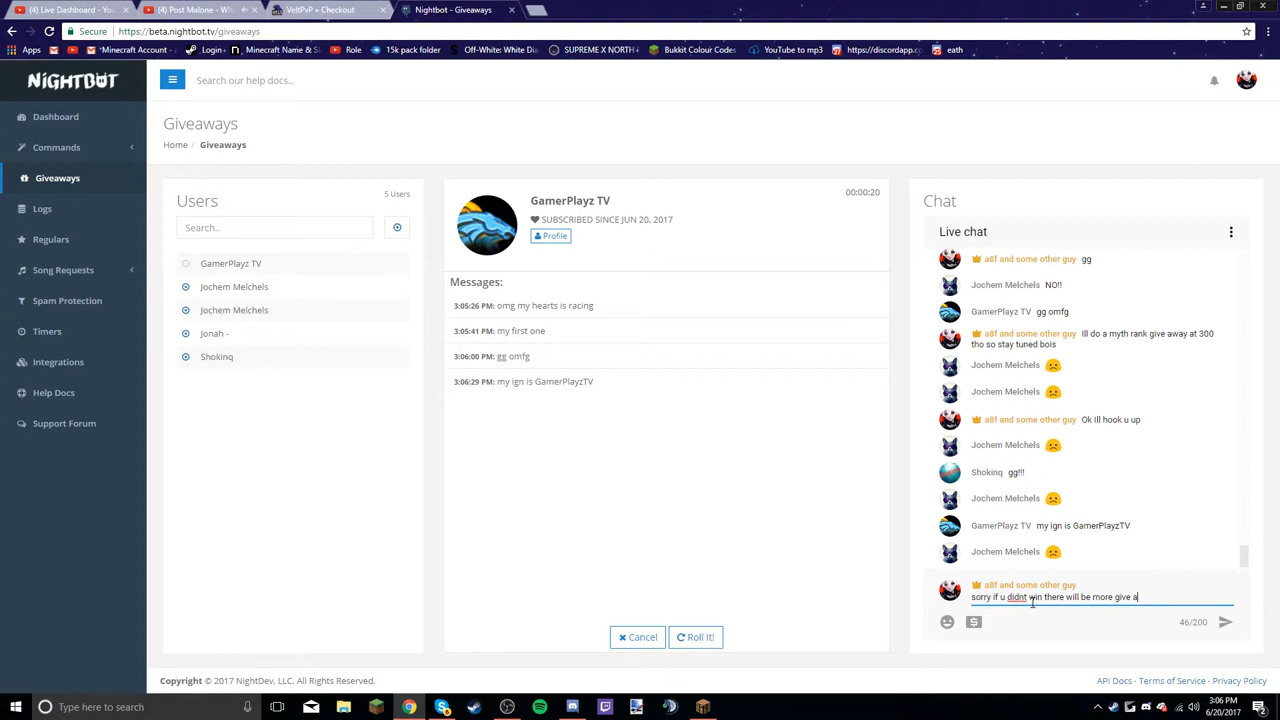 (4) Live Dashboard - You
(4) Post Malone - Give
VeltPvP » Checkout
Nightbot - Giveaways
Secure
https://beta.nightbot.tv/giveaways
Apps
~Minecraft Account -
.:Login:.
Minecraft Server Rank
Role
15k pack folder
Off-White: White Dia
SUPREME X NORTH
Bukkit Colour Codes
YouTube to mp3
https://discordapp.c
eath
NIGHTBOT
Search our help docs..
Dashboard
Commands
Giveaways
Logs
Regulars
Song Requests
Spam Protection
Timers
Integrations
Help Docs
Support Forum
Giveaways
Home / Giveaways
Users
5 Users
Search..
GamerPlayz TV
Jochem Melchels
Jochem Melchels
Jonah -
Shokinq
GamerPlayz TV
00:00:20
SUBSCRIBED SINCE JUN 20, 2017
Profile
Messages:
3:05:26 PM: omg my hearts is racing
3:05:41 PM: my first one
3:06:00 PM: gg omfg
3:06:29 PM: my ign is GamerPlayzTV
Cancel
Roll It!
Chat
Live chat
a8f and some other guy gg
Jochem Melchels NO!!
GamerPlayz TV gg omfg
a8f and some other guy Ill do a myth rank give away at 300
tho so stay tuned bois
Jochem Melchels
Jochem Melchels
a8f and some other guy Ok Ill hook u up
Jochem Melchels
Shokinq gg!!!
Jochem Melchels
GamerPlayz TV my ign is GamerPlayzTV
Jochem Melchels
a8f and some other guy
sorry if u didnt win there will be more give a
46/200
Copyright © 2017 NightDev, LLC. All Rights Reserved.
API Docs - Terms of Service - Privacy Policy
Type here to search
3:06 PM
6/20/2017